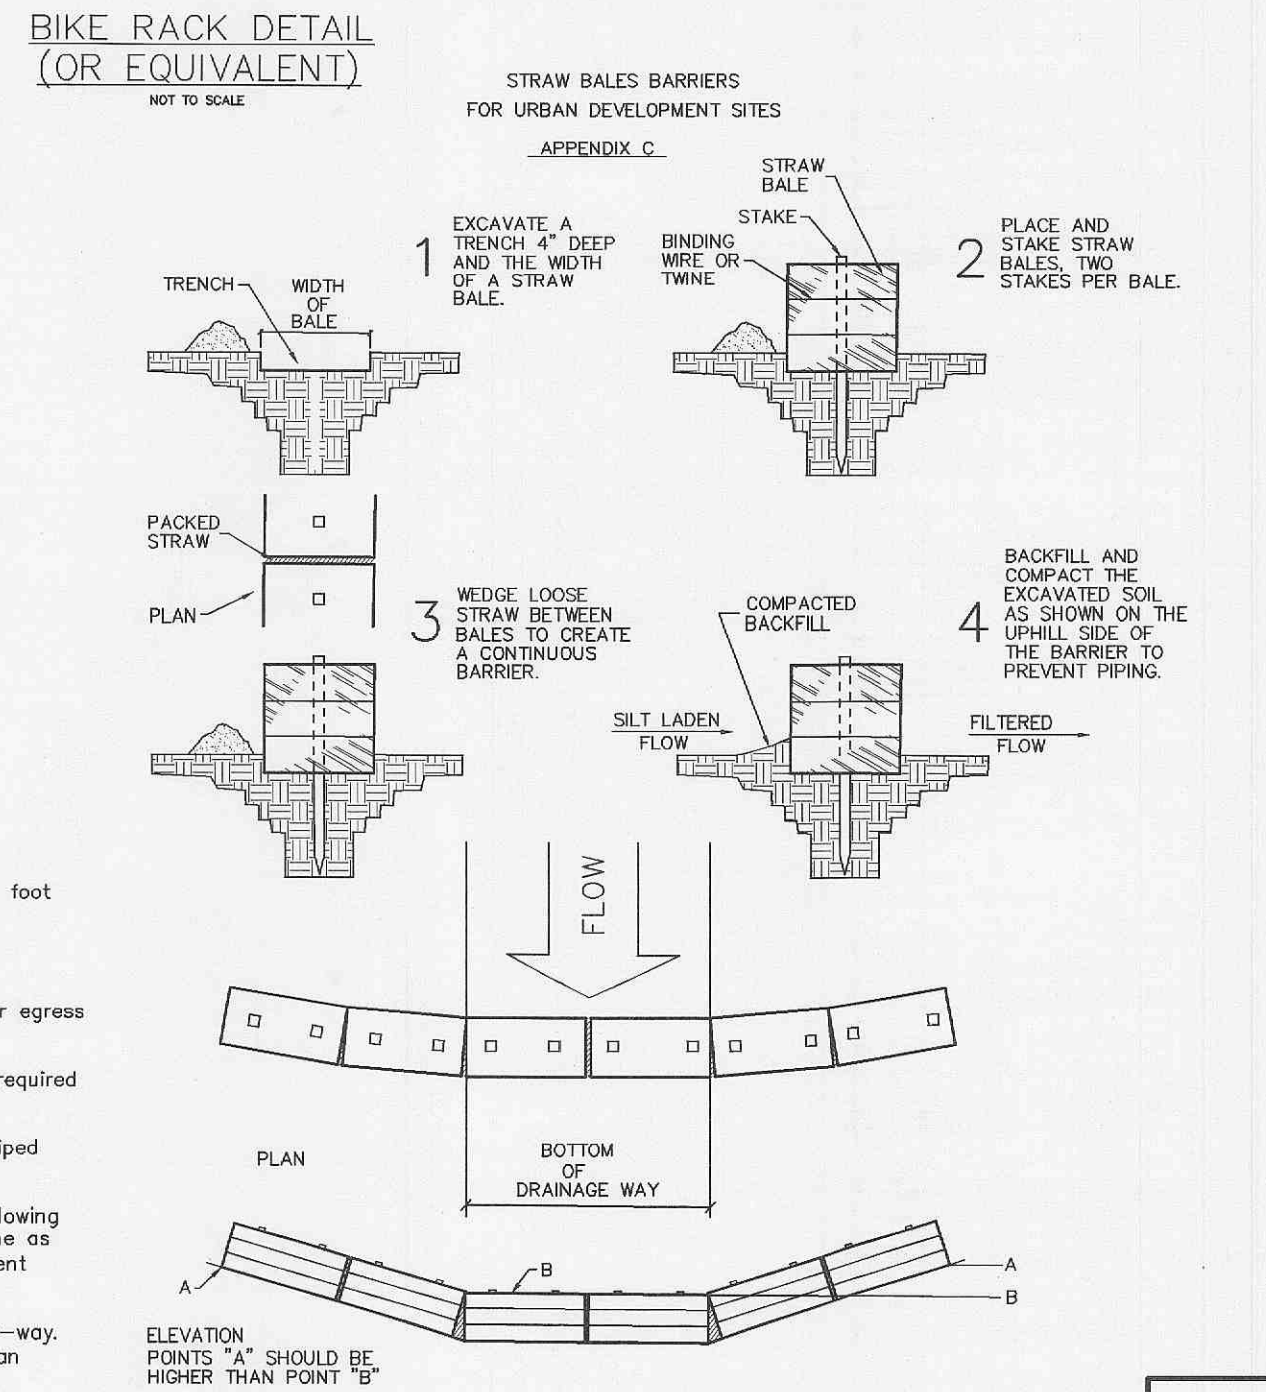 BIKE RACK DETAIL
(OR EQUIVALENT)
NOT TO SCALE
STRAW BALES BARRIERS
FOR URBAN DEVELOPMENT SITES
APPENDIX C
1
EXCAVATE A
TRENCH 4" DEEP
AND THE WIDTH
OF A STRAW
BALE.
TRENCH
WIDTH
OF
BALE
STRAW
BALE
STAKE
BINDING
WIRE OR
TWINE
2
PLACE AND
STAKE STRAW
BALES, TWO
STAKES PER BALE.
PACKED
STRAW
PLAN
3
WEDGE LOOSE
STRAW BETWEEN
BALES TO CREATE
A CONTINUOUS
BARRIER.
COMPACTED
BACKFILL
4
BACKFILL AND
COMPACT THE
EXCAVATED SOIL
AS SHOWN ON THE
UPHILL SIDE OF
THE BARRIER TO
PREVENT PIPING.
SILT LADEN
FLOW
FILTERED
FLOW
FLOW
foot
egress
required
PLAN
BOTTOM
OF
DRAINAGE WAY
as
A
B
A
B
-way.
ELEVATION
POINTS "A" SHOULD BE
HIGHER THAN POINT "B"